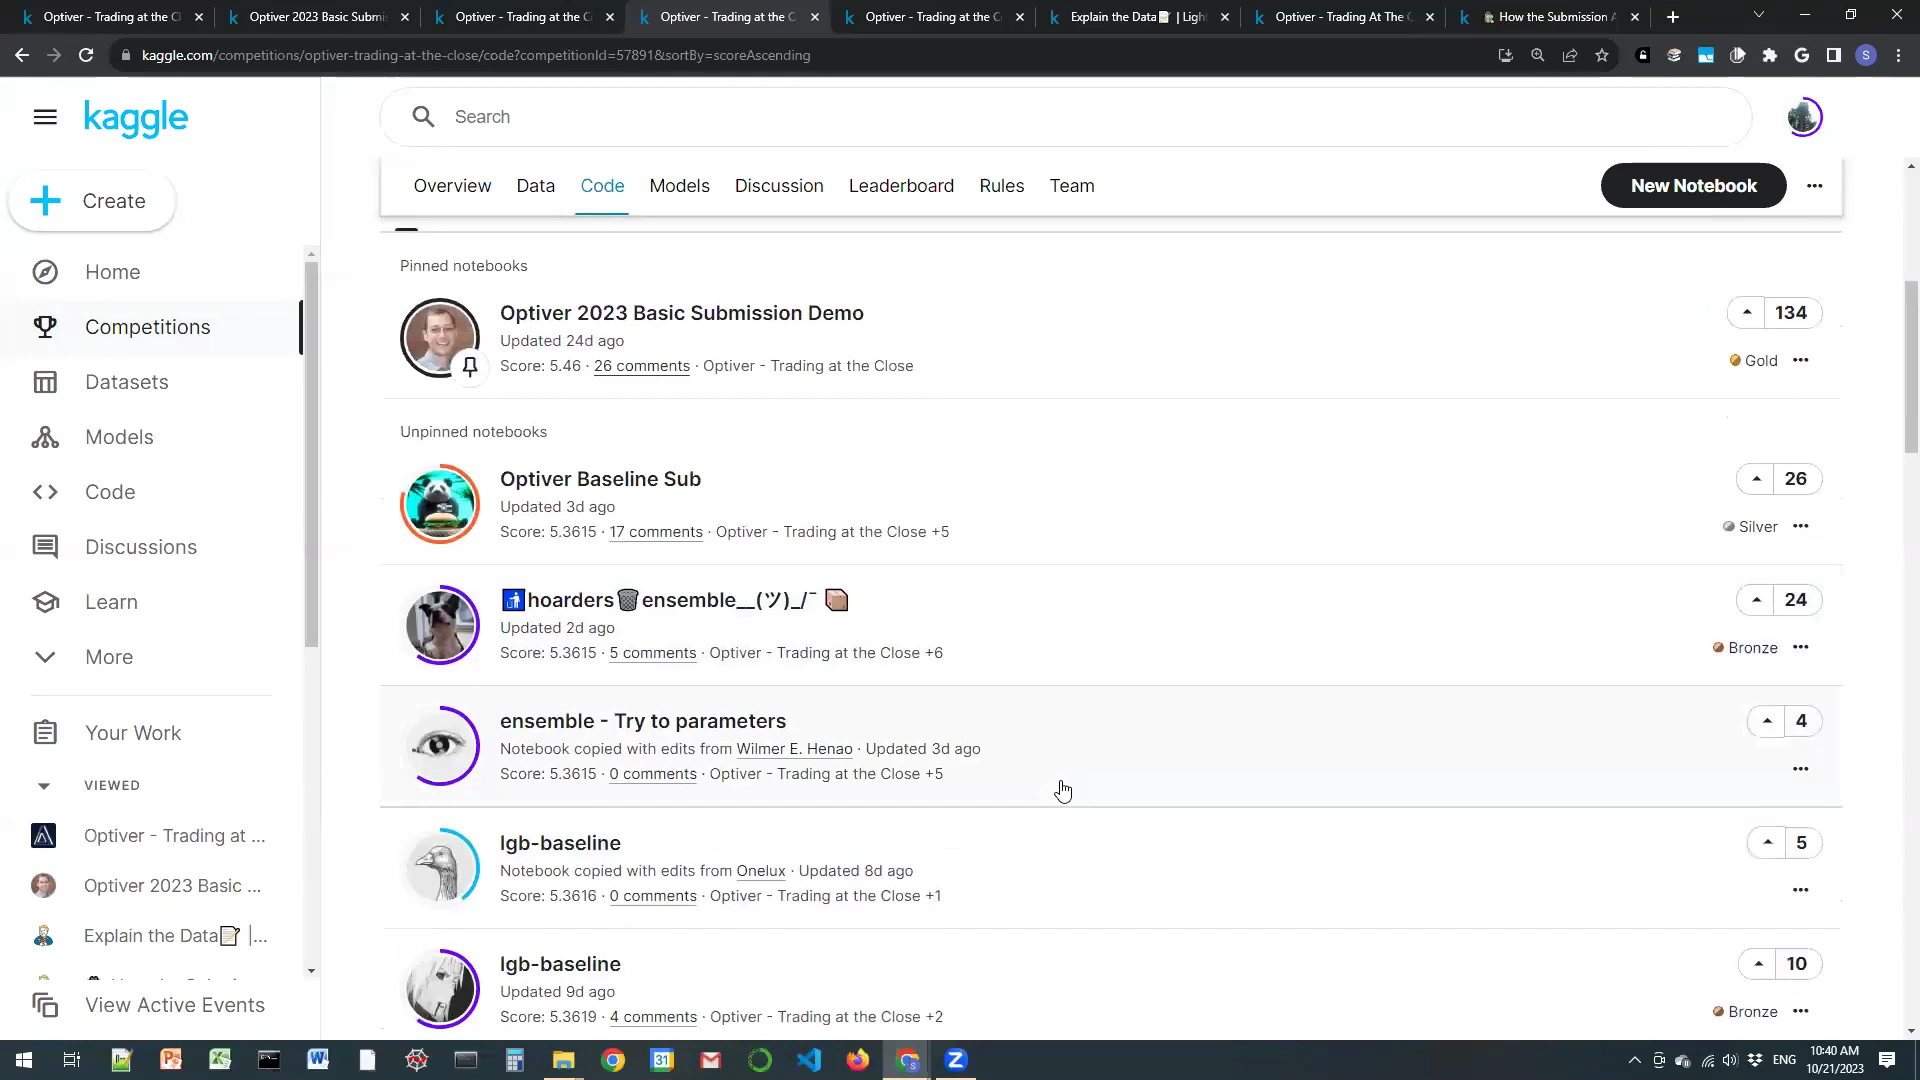 Optiver - Trading at the Cl
Optiver 2023 Basic Submis
Optiver - Trading at the C
Optiver - Trading at the C
Optiver - Trading at the C
Explain the Data📝 | Ligh
Optiver - Trading At The C
How the Submission A
kaggle.com/competitions/optiver-trading-at-the-close/code?competitionId=57891&sortBy=scoreAscending
S
kaggle
Search
Create
Home
Competitions
Datasets
Models
Code
Discussions
Learn
More
Your Work
VIEWED
Optiver - Trading at ...
Optiver 2023 Basic ...
Explain the Data📝 |...
View Active Events
Overview
Data
Code
Models
Discussion
Leaderboard
Rules
Team
New Notebook
Pinned notebooks
Optiver 2023 Basic Submission Demo
134
Updated 24d ago
Score: 5.46 · 26 comments · Optiver - Trading at the Close
Gold
Unpinned notebooks
Optiver Baseline Sub
26
Updated 3d ago
Score: 5.3615 · 17 comments · Optiver - Trading at the Close +5
Silver
🚮hoarders🗑️ensemble__(ツ)_/¯ 📦
24
Updated 2d ago
Score: 5.3615 · 5 comments · Optiver - Trading at the Close +6
Bronze
ensemble - Try to parameters
4
Notebook copied with edits from Wilmer E. Henao · Updated 3d ago
Score: 5.3615 · 0 comments · Optiver - Trading at the Close +5
lgb-baseline
5
Notebook copied with edits from Onelux · Updated 8d ago
Score: 5.3616 · 0 comments · Optiver - Trading at the Close +1
lgb-baseline
10
Updated 9d ago
Score: 5.3619 · 4 comments · Optiver - Trading at the Close +2
Bronze
ENG
10:40 AM
10/21/2023